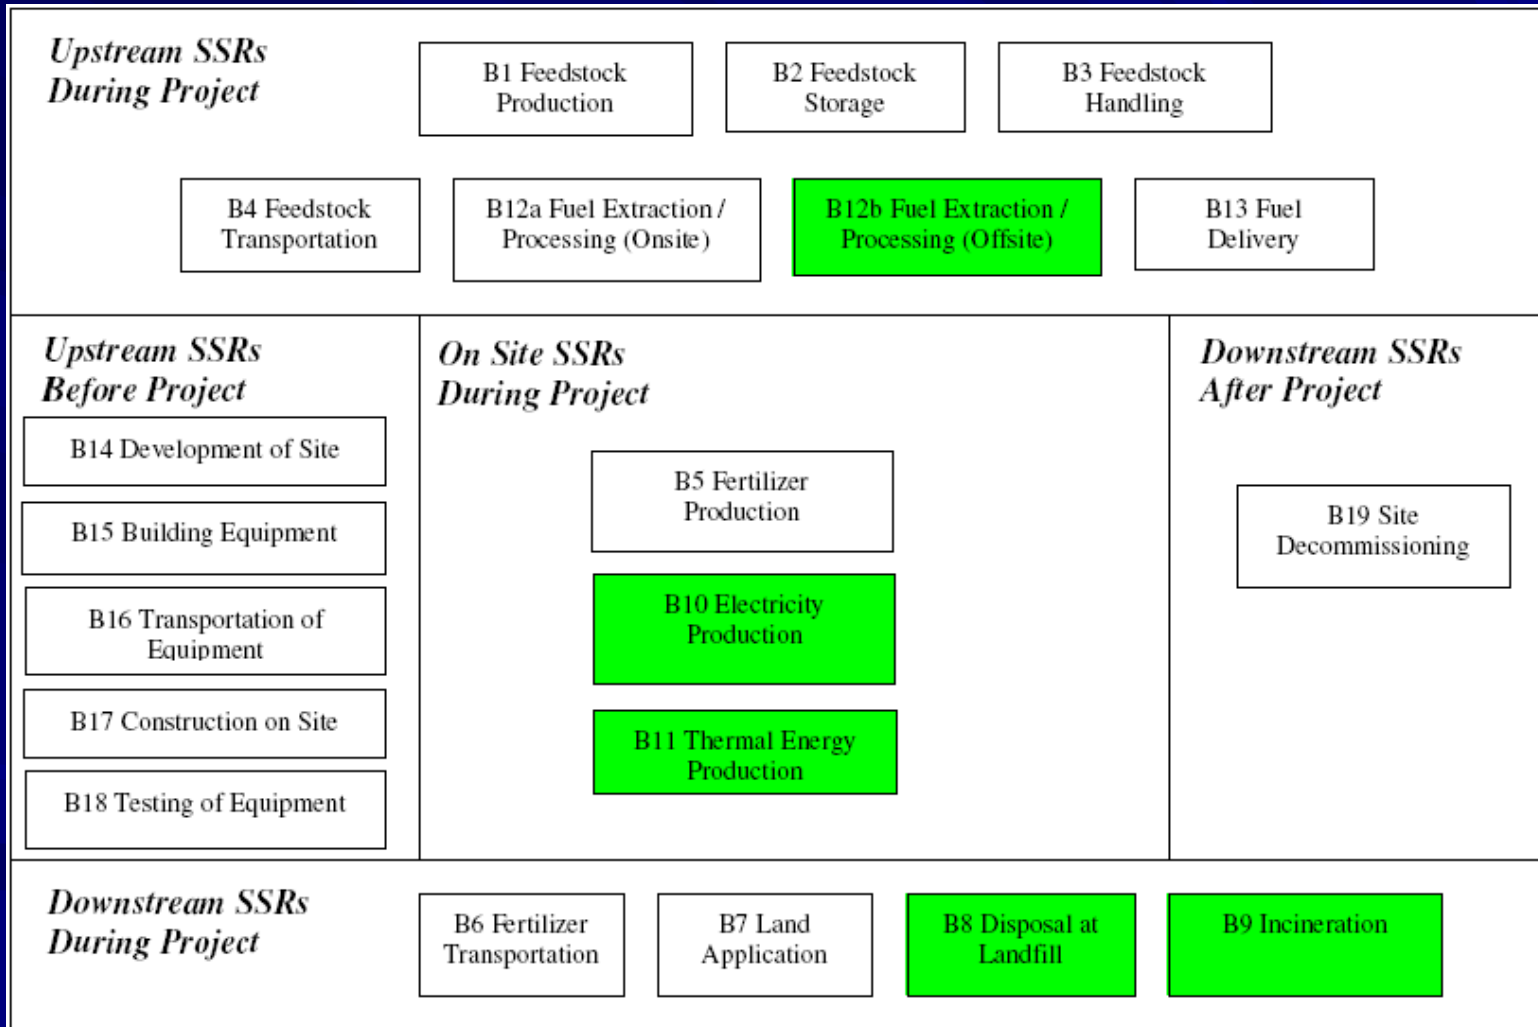 Upstream SSRs
During Project
B1 Feedstock
Production
B2 Feedstock
Storage
B3 Feedstock
Handling
B4 Feedstock
Transportation
B12a Fuel Extraction /
Processing (Onsite)
B12b Fuel Extraction /
Processing (Offsite)
B13 Fuel
Delivery
Upstream SSRs
Before Project
B14 Development of Site
B15 Building Equipment
B16 Transportation of
Equipment
B17 Construction on Site
B18 Testing of Equipment
On Site SSRs
During Project
B5 Fertilizer
Production
B10 Electricity
Production
B11 Thermal Energy
Production
Downstream SSRs
After Project
B19 Site
Decommissioning
Downstream SSRs
During Project
B6 Fertilizer
Transportation
B7 Land
Application
B8 Disposal at
Landfill
B9 Incineration